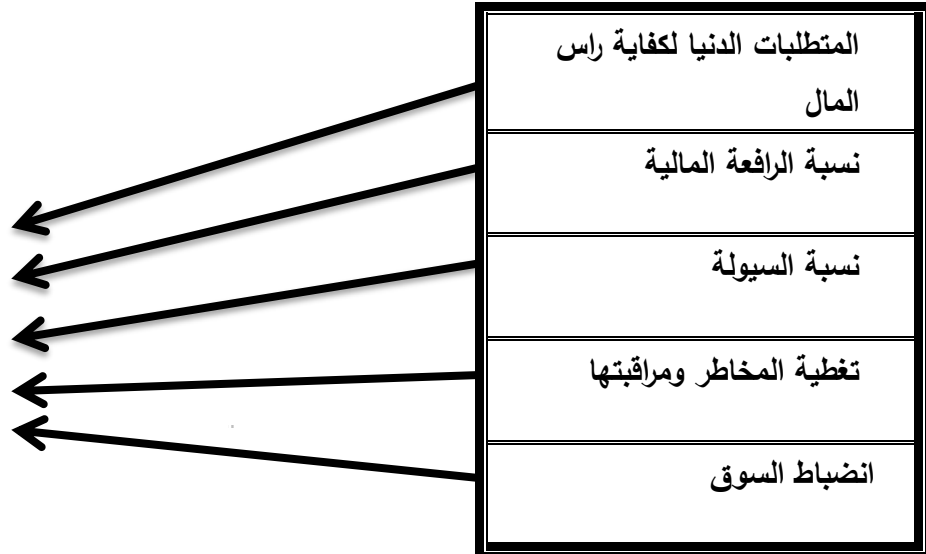 المتطلبات الدنيا لكفاية راس
المال
نسبة الرافعة المالية
نسبة السيولة
تغطية المخاطر ومراقبتها
انضباط السوق